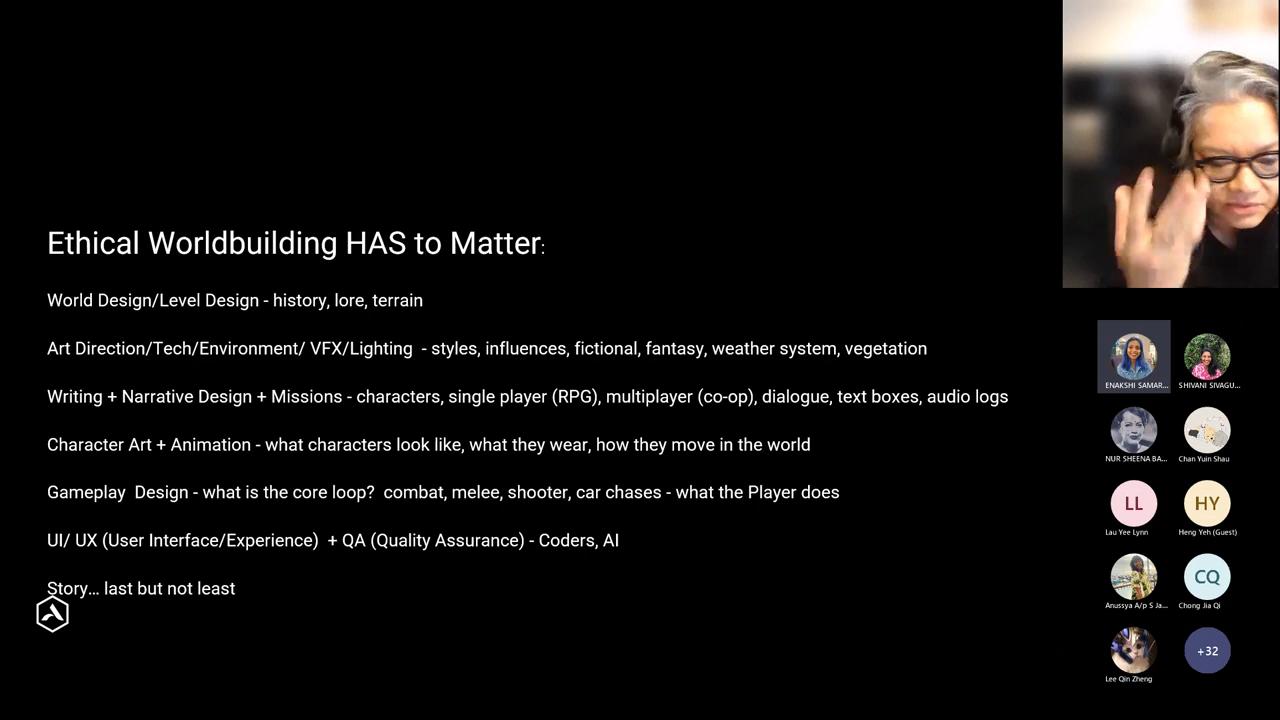 Ethical Worldbuilding HAS to Matter:
World Design/Level Design - history, lore, terrain
Art Direction/Tech/Environment/ VFX/Lighting  - styles, influences, fictional, fantasy, weather system, vegetation
Writing + Narrative Design + Missions - characters, single player (RPG), multiplayer (co-op), dialogue, text boxes, audio logs
Character Art + Animation - what characters look like, what they wear, how they move in the world
Gameplay  Design - what is the core loop?  combat, melee, shooter, car chases - what the Player does
UI/ UX (User Interface/Experience)  + QA (Quality Assurance) - Coders, AI
Story... last but not least
ENAKSHI SAMAR... SHIVANI SIVAGU...
NUR SHEENA BA... Chan Yuin Shau
LL HY
Lau Yee Lynn Heng Yeh (Guest)
CQ
Anussya A/p S Ja... Chong Jia Qi
+32
Lee Qin Zheng